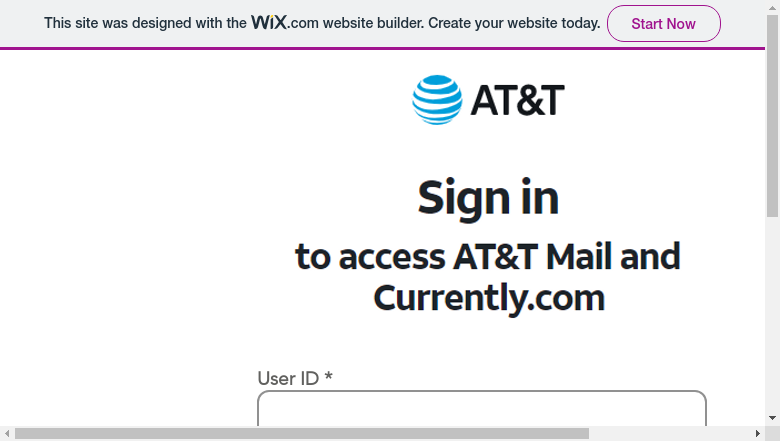 This site was designed with the WiX.com website builder. Create your website today. Start Now
AT&T
Sign in
to access AT&T Mail and
Currently.com
User ID *